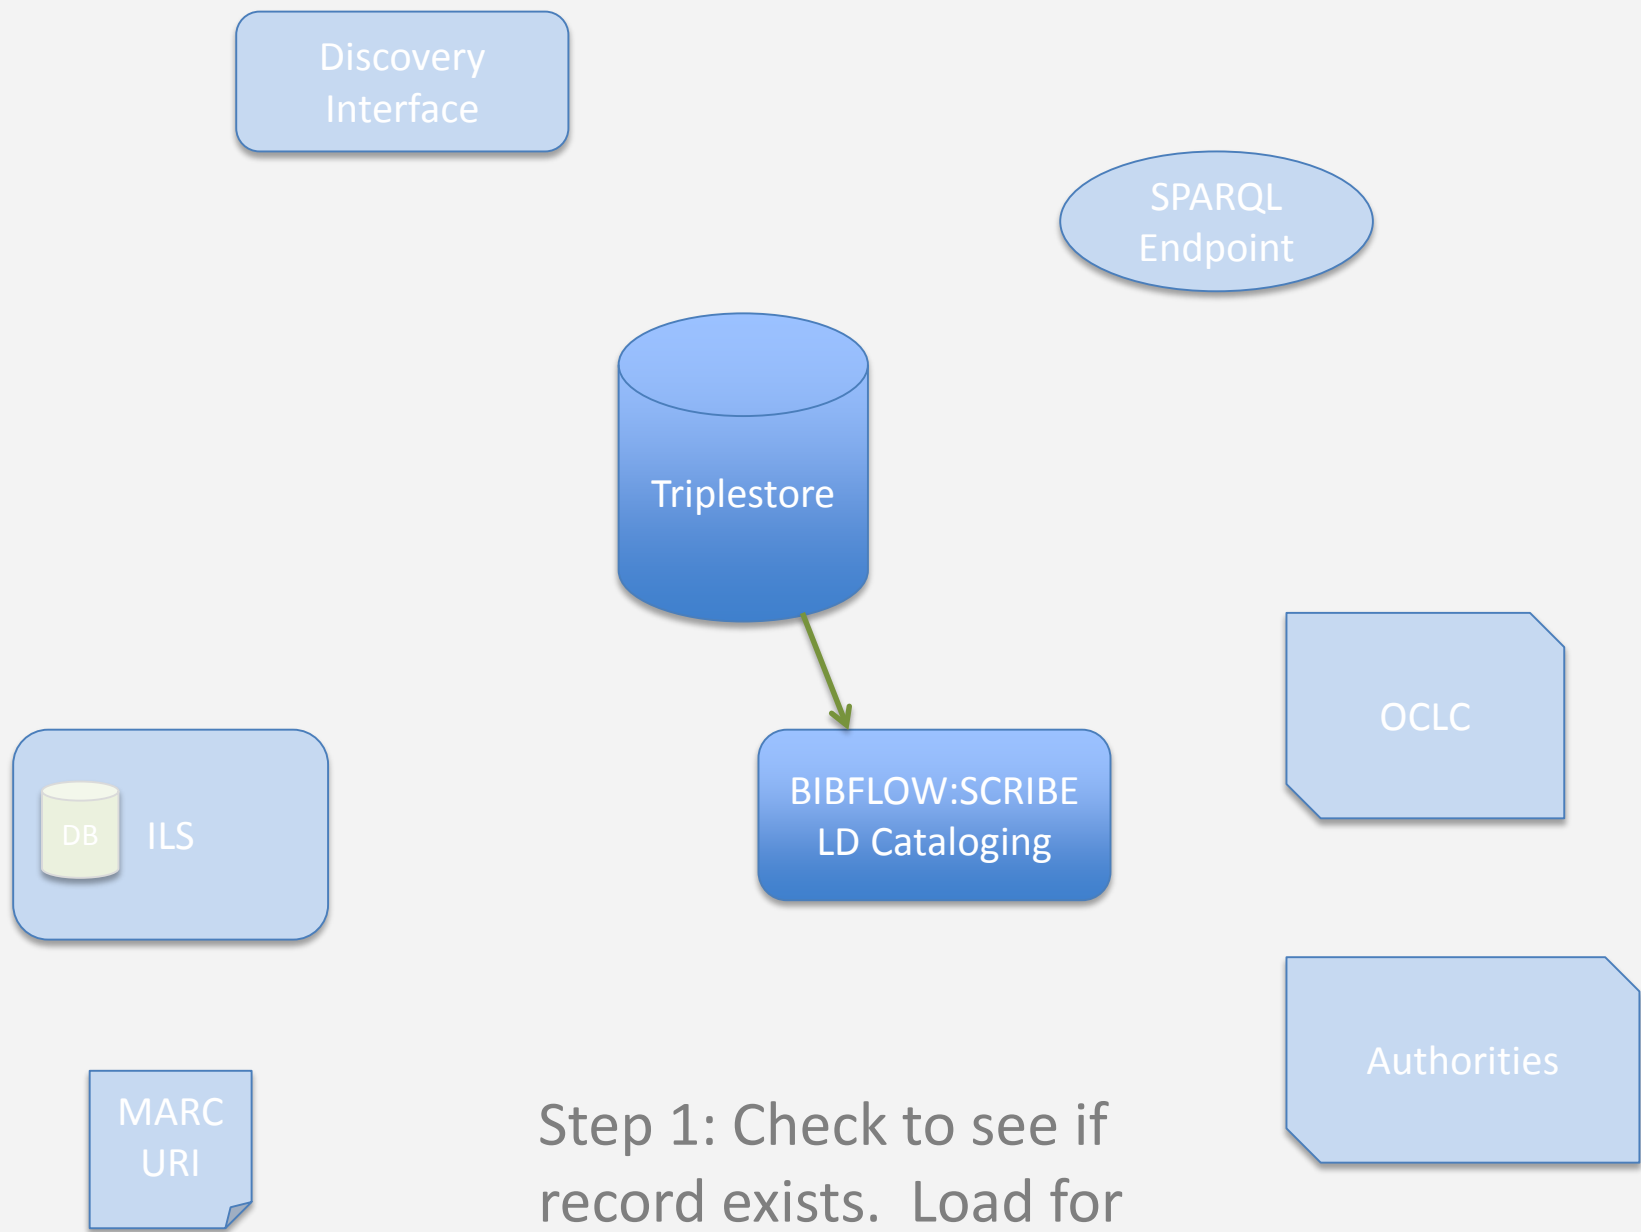 Discovery
Interface
SPARQL
Endpoint
Triplestore
OCLC
BIBFLOW:SCRIBE
LD Cataloging
DB
ILS
Authorities
MARC
URI
Step 1: Check to see if
record exists.  Load for